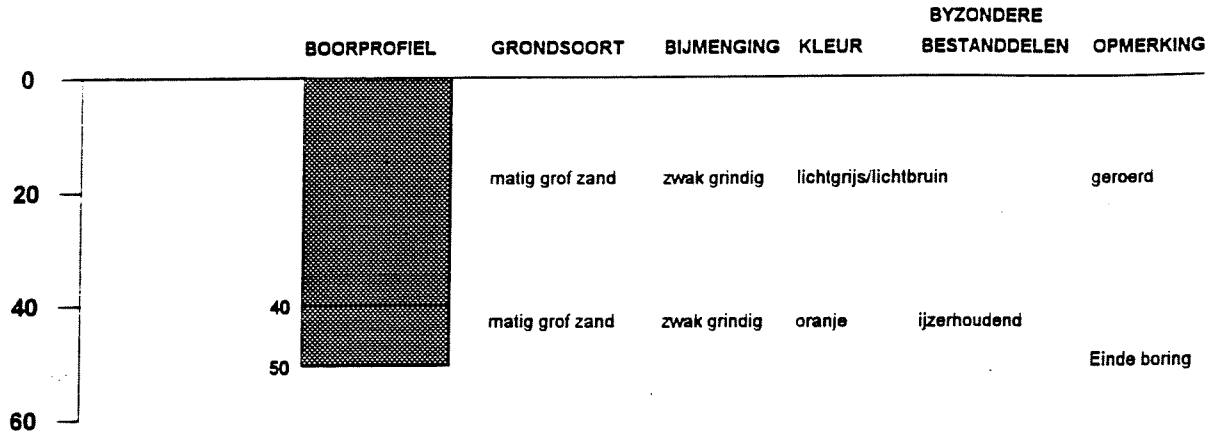 BYZONDERE
BOORPROFIEL GRONDSOORT BIJMENGING KLEUR BESTANDDELEN OPMERKING
0
matig grof zand zwak grindig lichtgrijs/lichtbruin geroerd
20
40 40
matig grof zand zwak grindig oranje ijzerhoudend
Einde boring
50
60